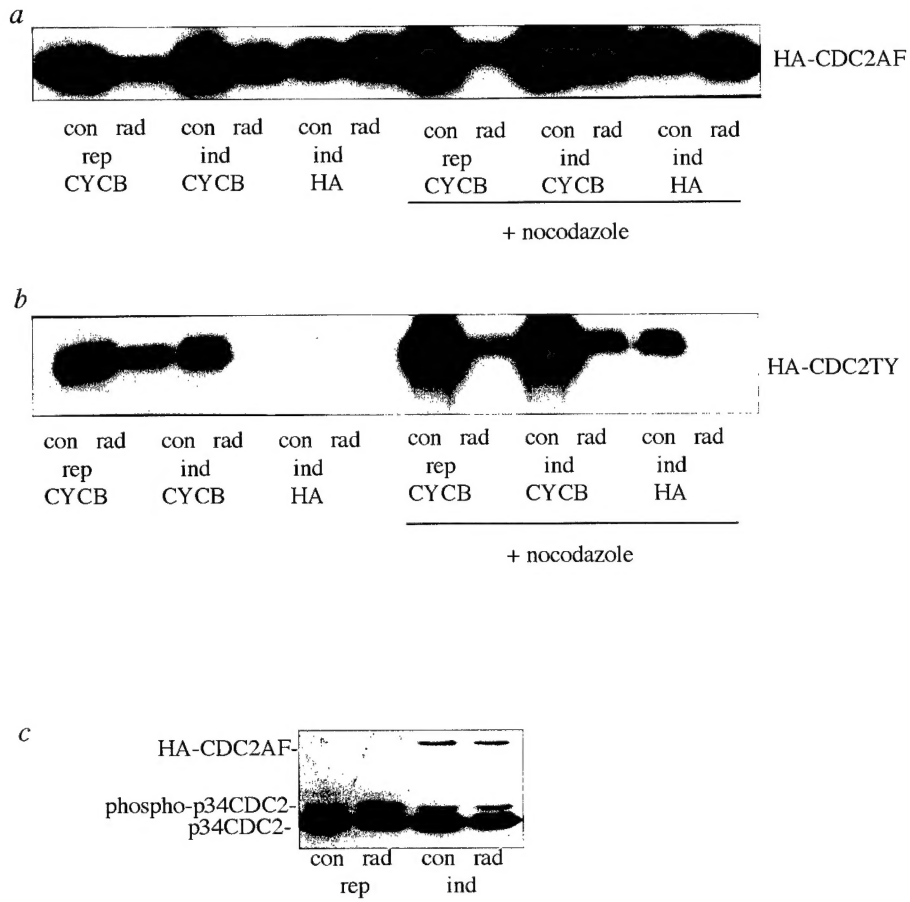 a
HA-CDC2AF
con rad con rad con rad con rad con rad con rad
rep ind ind rep ind ind
CYCB CYCB HA CYCB CYCB HA
+ nocodazole
b
HA-CDC2TY
con rad con rad con rad con rad con rad con rad
rep ind ind rep ind ind
CYCB CYCB HA CYCB CYCB HA
+ nocodazole
c
HA-CDC2AF-
phospho-p34CDC2-
p34CDC2-
con rad con rad
rep ind